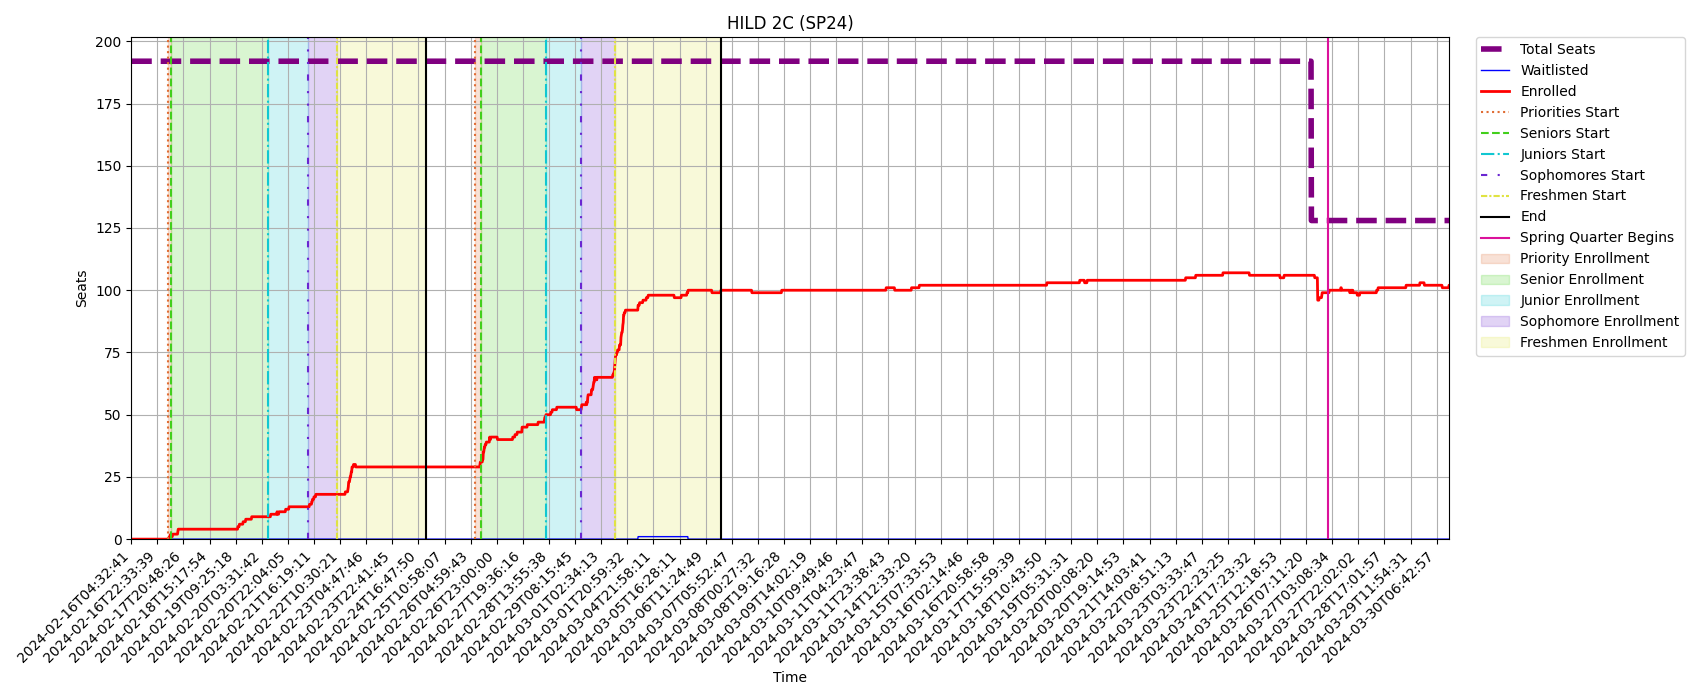 HILD 2C (SP24)
Seats
200
175
150
125
100
75
50
25
0
2024-02-16T04:32:41
2024-02-16T22:33:39
2024-02-17T20:48:26
2024-02-18T15:17:54
2024-02-19T09:25:18
2024-02-20T03:31:42
2024-02-20T22:04:05
2024-02-21T16:19:11
2024-02-22T10:30:21
2024-02-23T04:47:46
2024-02-23T22:41:45
2024-02-24T16:47:50
2024-02-25T10:58:07
2024-02-26T04:59:43
2024-02-26T23:00:00
2024-02-27T19:36:16
2024-02-28T13:55:38
2024-02-29T08:15:45
2024-03-01T02:34:13
2024-03-01T20:59:32
2024-03-04T21:58:11
2024-03-05T16:28:11
2024-03-06T11:24:49
2024-03-07T05:52:47
2024-03-08T00:27:32
2024-03-08T19:16:28
2024-03-09T14:02:19
2024-03-10T09:49:46
2024-03-11T04:23:47
2024-03-11T23:38:43
2024-03-14T12:33:20
2024-03-15T07:33:53
2024-03-16T02:14:46
2024-03-16T20:58:58
2024-03-17T15:59:39
2024-03-18T10:43:50
2024-03-19T05:31:31
2024-03-20T00:08:20
2024-03-20T19:14:53
2024-03-21T14:03:41
2024-03-22T08:51:13
2024-03-23T03:33:47
2024-03-23T22:23:25
2024-03-24T17:23:32
2024-03-25T12:18:53
2024-03-26T07:11:20
2024-03-27T03:08:34
2024-03-27T22:02:02
2024-03-28T17:01:57
2024-03-29T11:54:31
2024-03-30T06:42:57
Time
Total Seats
Waitlisted
Enrolled
Priorities Start
Seniors Start
Juniors Start
Sophomores Start
Freshmen Start
End
Spring Quarter Begins
Priority Enrollment
Senior Enrollment
Junior Enrollment
Sophomore Enrollment
Freshmen Enrollment